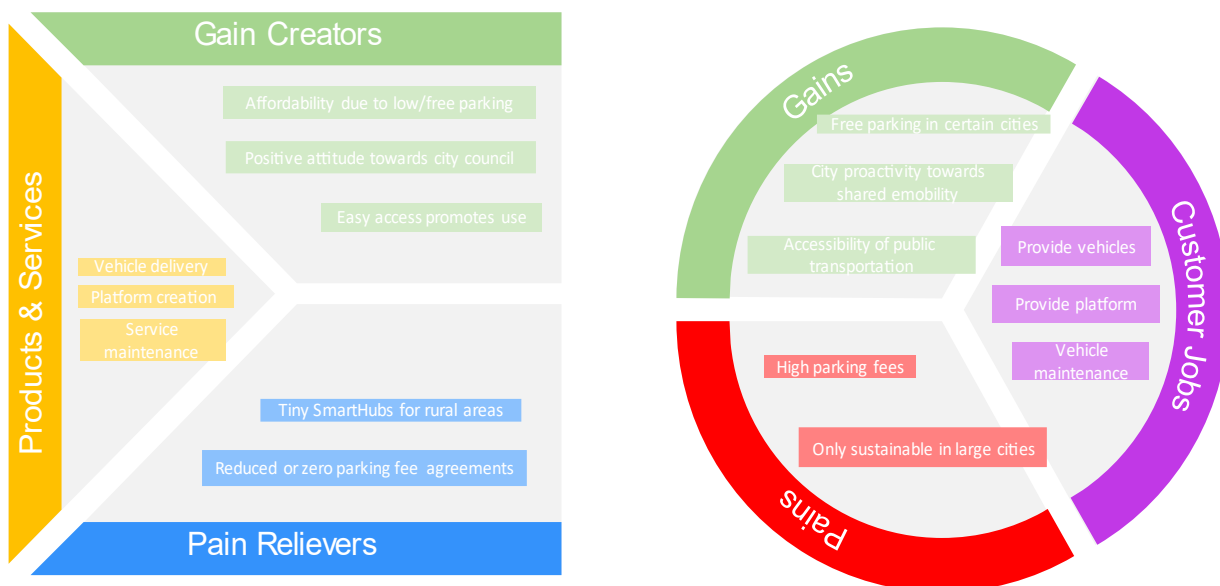 Gain Creators
Affordability due to low/free parking
Positive attitude towards city council
Easy access promotes use
Products & Services
Vehicle delivery
Platform creation
Service
maintenance
Tiny SmartHubs for rural areas
Reduced or zero parking fee agreements
Pain Relievers
Gains
Free parking in certain cities
City proactivity towards
shared emobility
Accessibility of public
transportation
Customer Jobs
Provide vehicles
Provide platform
Vehicle
maintenance
High parking fees
Only sustainable in large cities
Pains